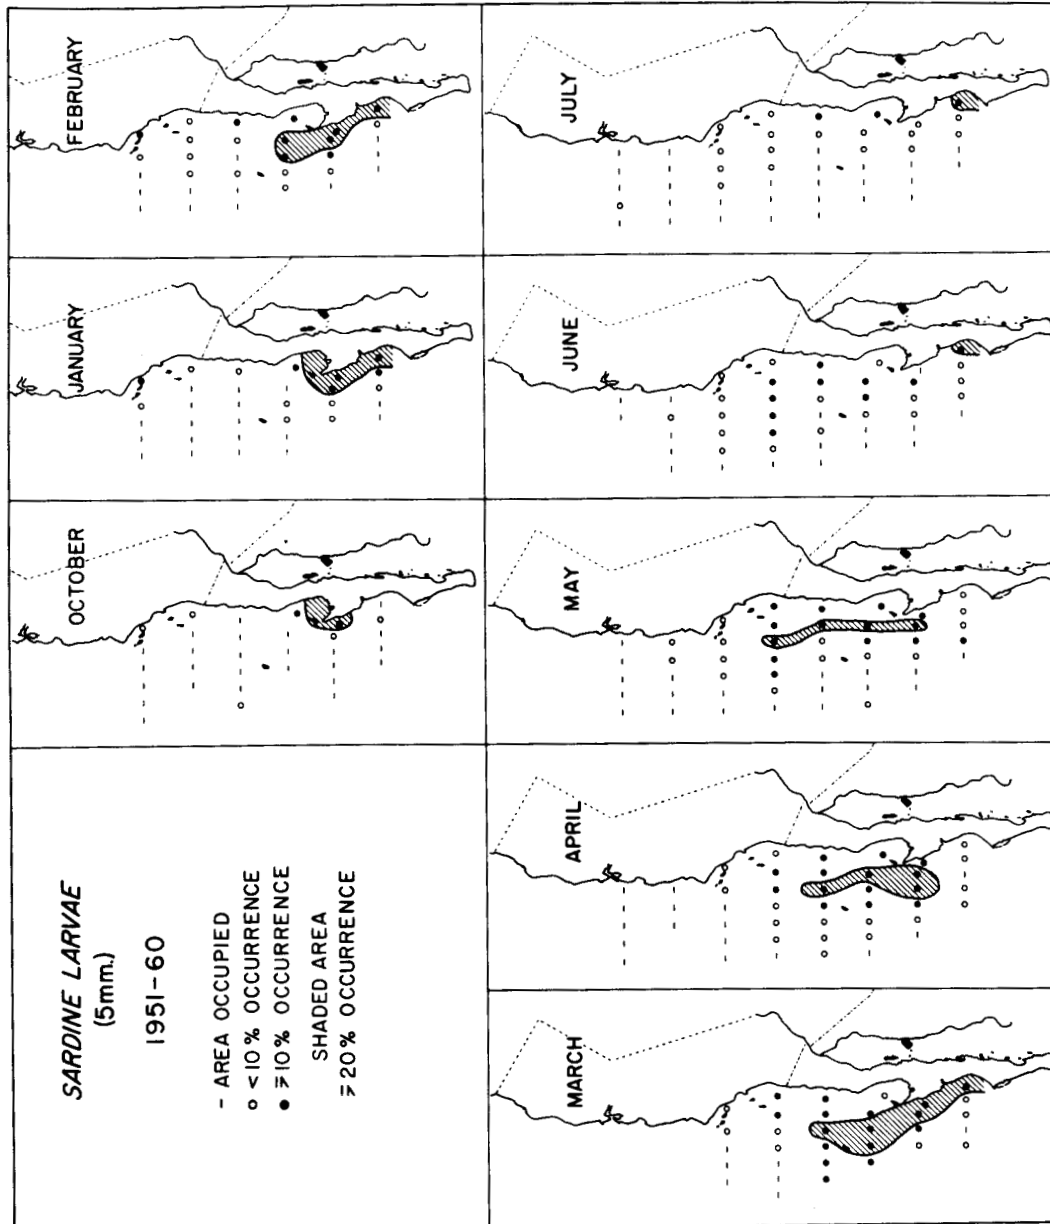 SARDINE LARVAE
(5mm.)
1951-60
- AREA OCCUPIED
o <10% OCCURRENCE
● ≥10% OCCURRENCE
SHADED AREA
≥20% OCCURRENCE
OCTOBER
JANUARY
FEBRUARY
MARCH
APRIL
MAY
JUNE
JULY